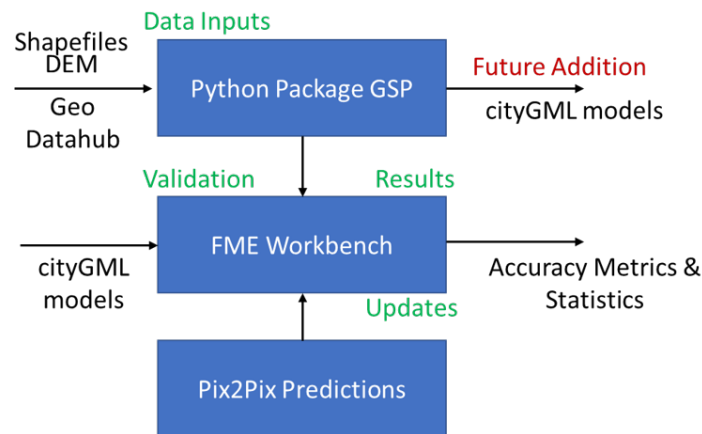 Data Inputs
Shapefiles
DEM
Geo
Datahub
Python Package GSP
Future Addition
cityGML models
Validation
Results
cityGML
models
FME Workbench
Accuracy Metrics &
Statistics
Updates
Pix2Pix Predictions